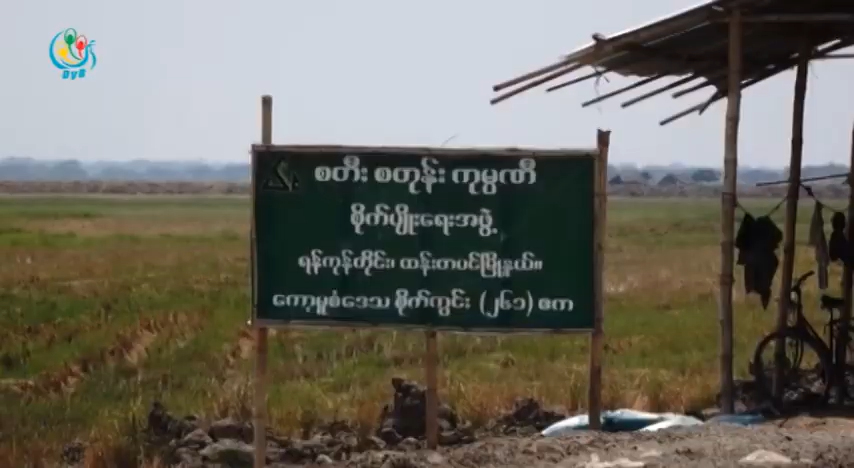 DVB
စတီး စတုန်း ကုမ္ပဏီ
စိုက်ပျိုးရေးအဖွဲ့
ရန်ကုန်တိုင်း၊ ထန်းတပင်မြို့နယ်။
ကော့မှူစံဒေသ စိုက်ကွင်း (၂၆၁) ဧက